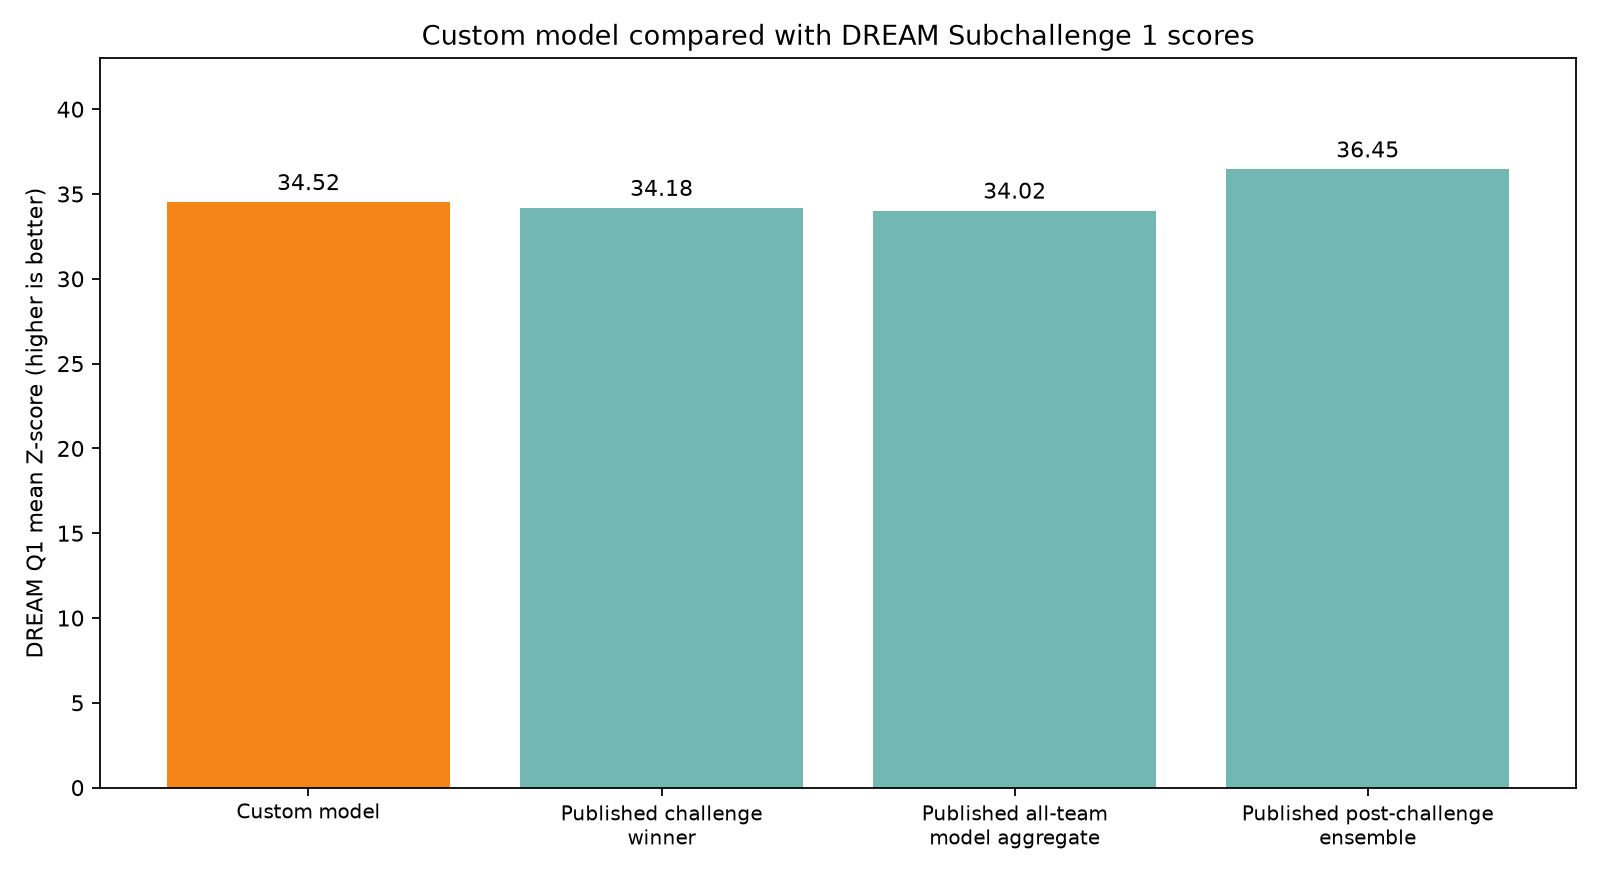 Custom model compared with DREAM Subchallenge 1 scores
DREAM Q1 mean Z-score (higher is better)
40
35
30
25
20
15
10
5
0
34.52
34.18
34.02
36.45
Custom model
Published challenge
winner
Published all-team
model aggregate
Published post-challenge
ensemble